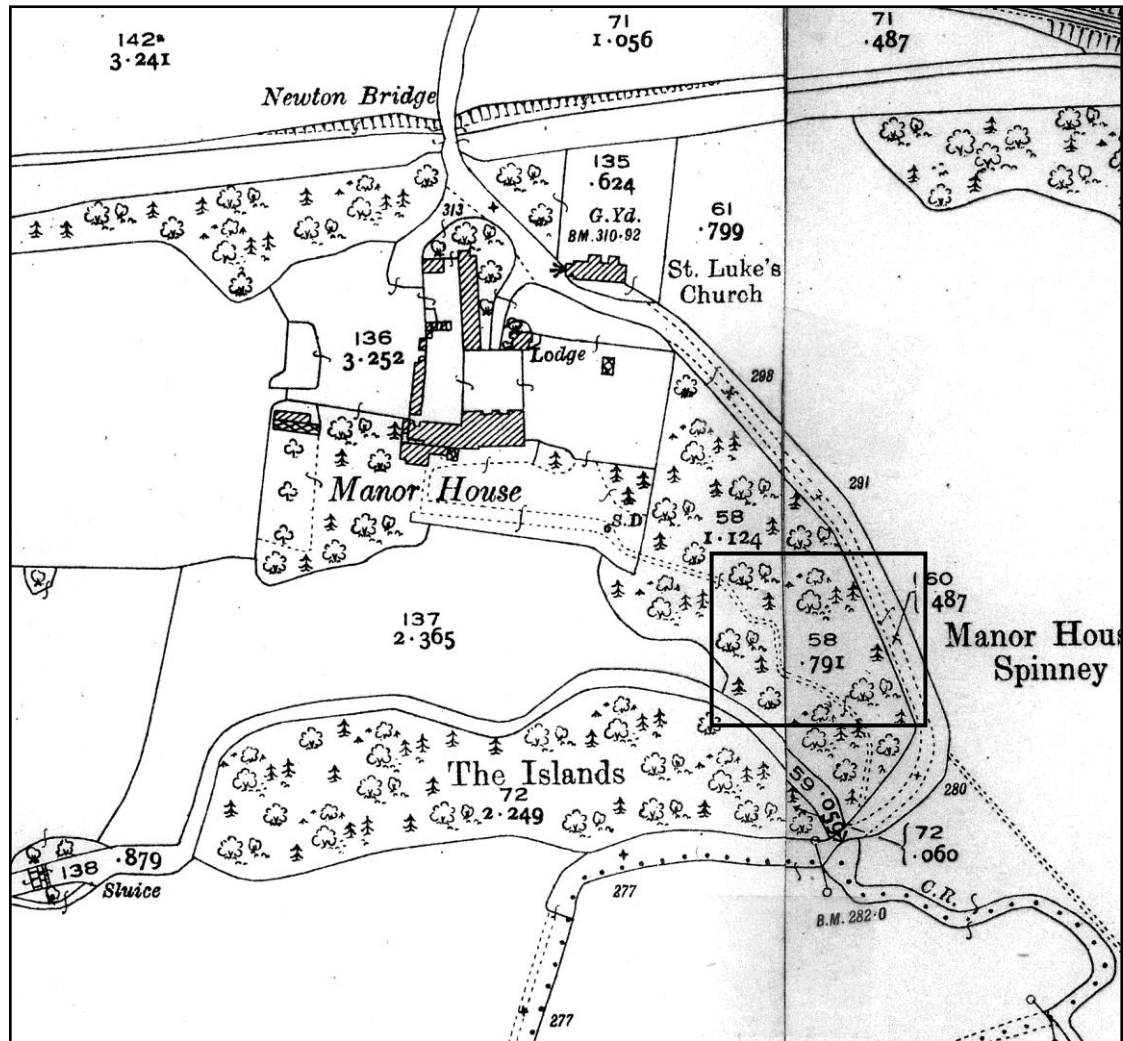 142a
3·241
71
1·056
71
·487
Newton Bridge
135
·624
G.Yd.
BM.310·92
61
·799
St. Luke's
Church
313
136
3·252
Lodge
298
Manor House
S.D
291
58
1·124
160
·487
137
2·365
58
·791
Manor Hous
Spinney
The Islands
72
2·249
59
·050
280
72
·060
138
·879
Sluice
277
C.R.
B.M. 282·0
277